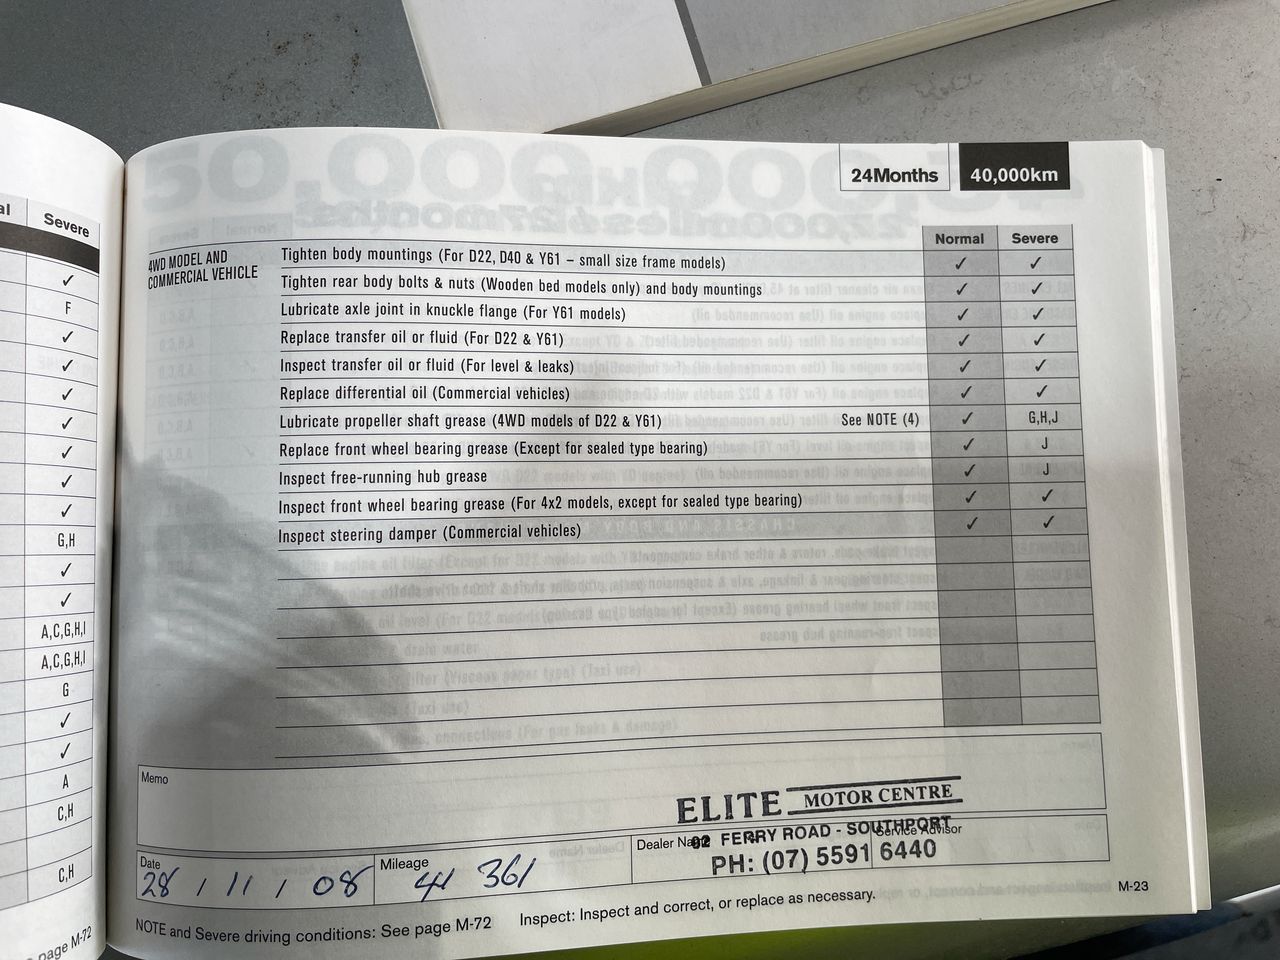 al
Severe
✓
F
✓
✓
✓
✓
✓
✓
✓
G,H
✓
✓
A,C,G,H,I
A,C,G,H,I
G
✓
✓
A
C,H
C,H
page M-72
24Months 40,000km
Normal Severe
4WD MODEL AND
COMMERCIAL VEHICLE
Tighten body mountings (For D22, D40 & Y61 – small size frame models) ✓ ✓
Tighten rear body bolts & nuts (Wooden bed models only) and body mountings ✓ ✓
Lubricate axle joint in knuckle flange (For Y61 models) ✓ ✓
Replace transfer oil or fluid (For D22 & Y61) ✓ ✓
Inspect transfer oil or fluid (For level & leaks) ✓ ✓
Replace differential oil (Commercial vehicles) ✓ ✓
Lubricate propeller shaft grease (4WD models of D22 & Y61) See NOTE (4) ✓ G,H,J
Replace front wheel bearing grease (Except for sealed type bearing) ✓ J
Inspect free-running hub grease ✓ J
Inspect front wheel bearing grease (For 4x2 models, except for sealed type bearing) ✓ ✓
Inspect steering damper (Commercial vehicles) ✓ ✓
Memo
ELITE MOTOR CENTRE
FERRY ROAD - SOUTHPORT
PH: (07) 5591 6440
Date Mileage Dealer Name Service Advisor
28 / 11 / 08 41 361
NOTE and Severe driving conditions: See page M-72 Inspect: Inspect and correct, or replace as necessary.
M-23